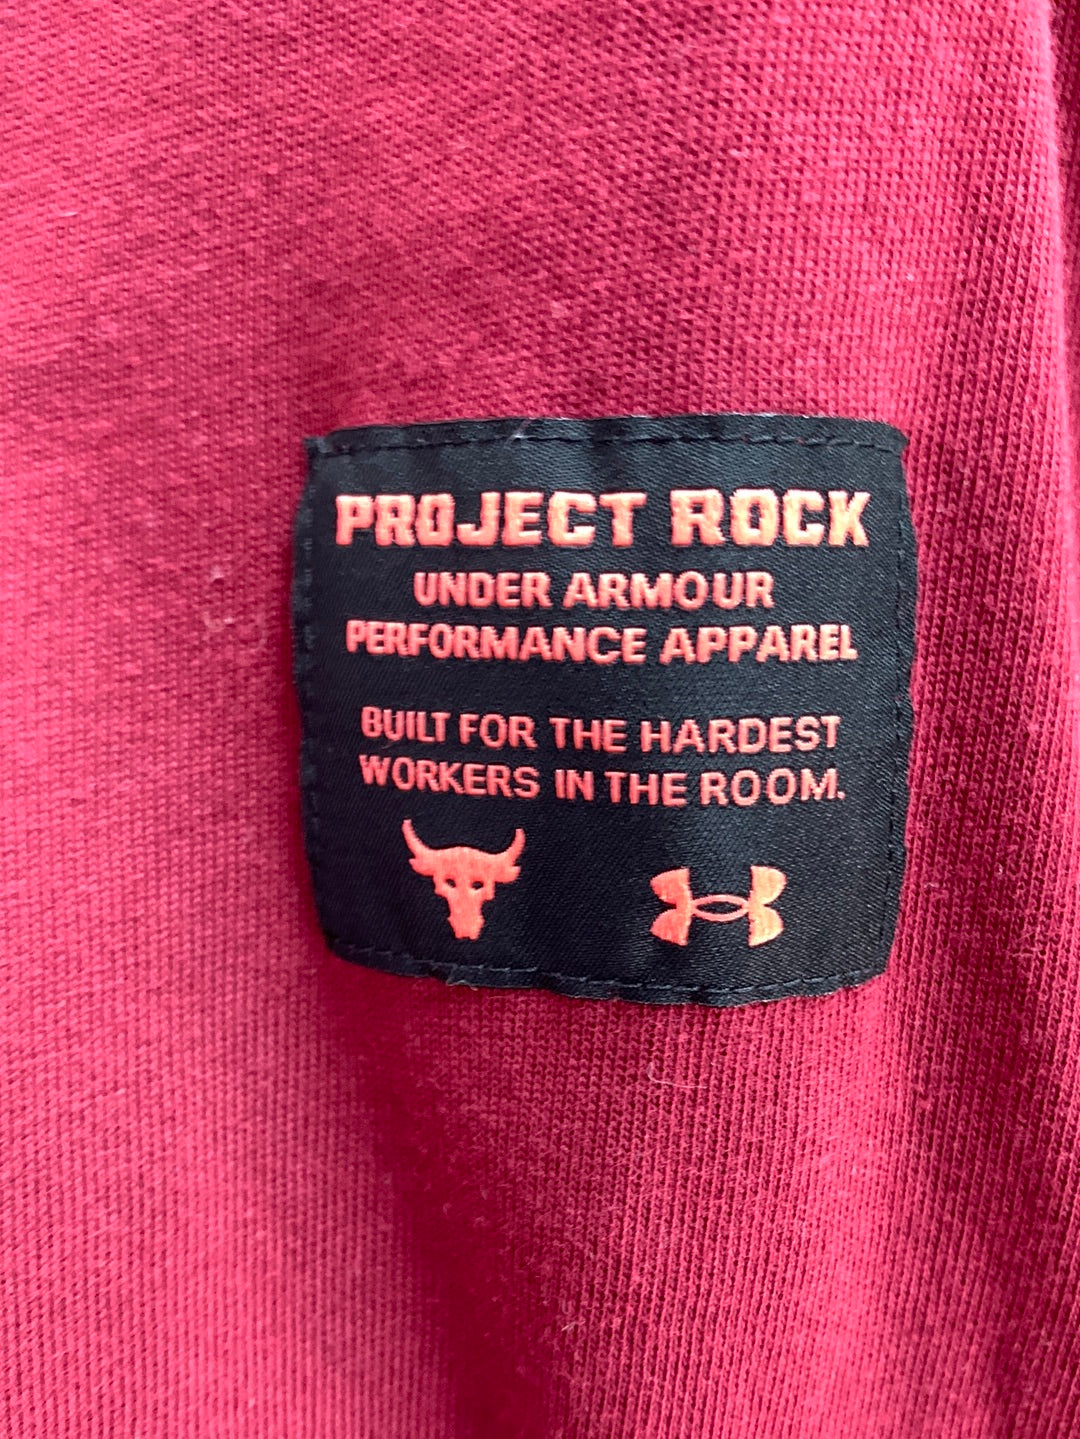 PROJECT ROCK
UNDER ARMOUR
PERFORMANCE APPAREL
BUILT FOR THE HARDEST
WORKERS IN THE ROOM.